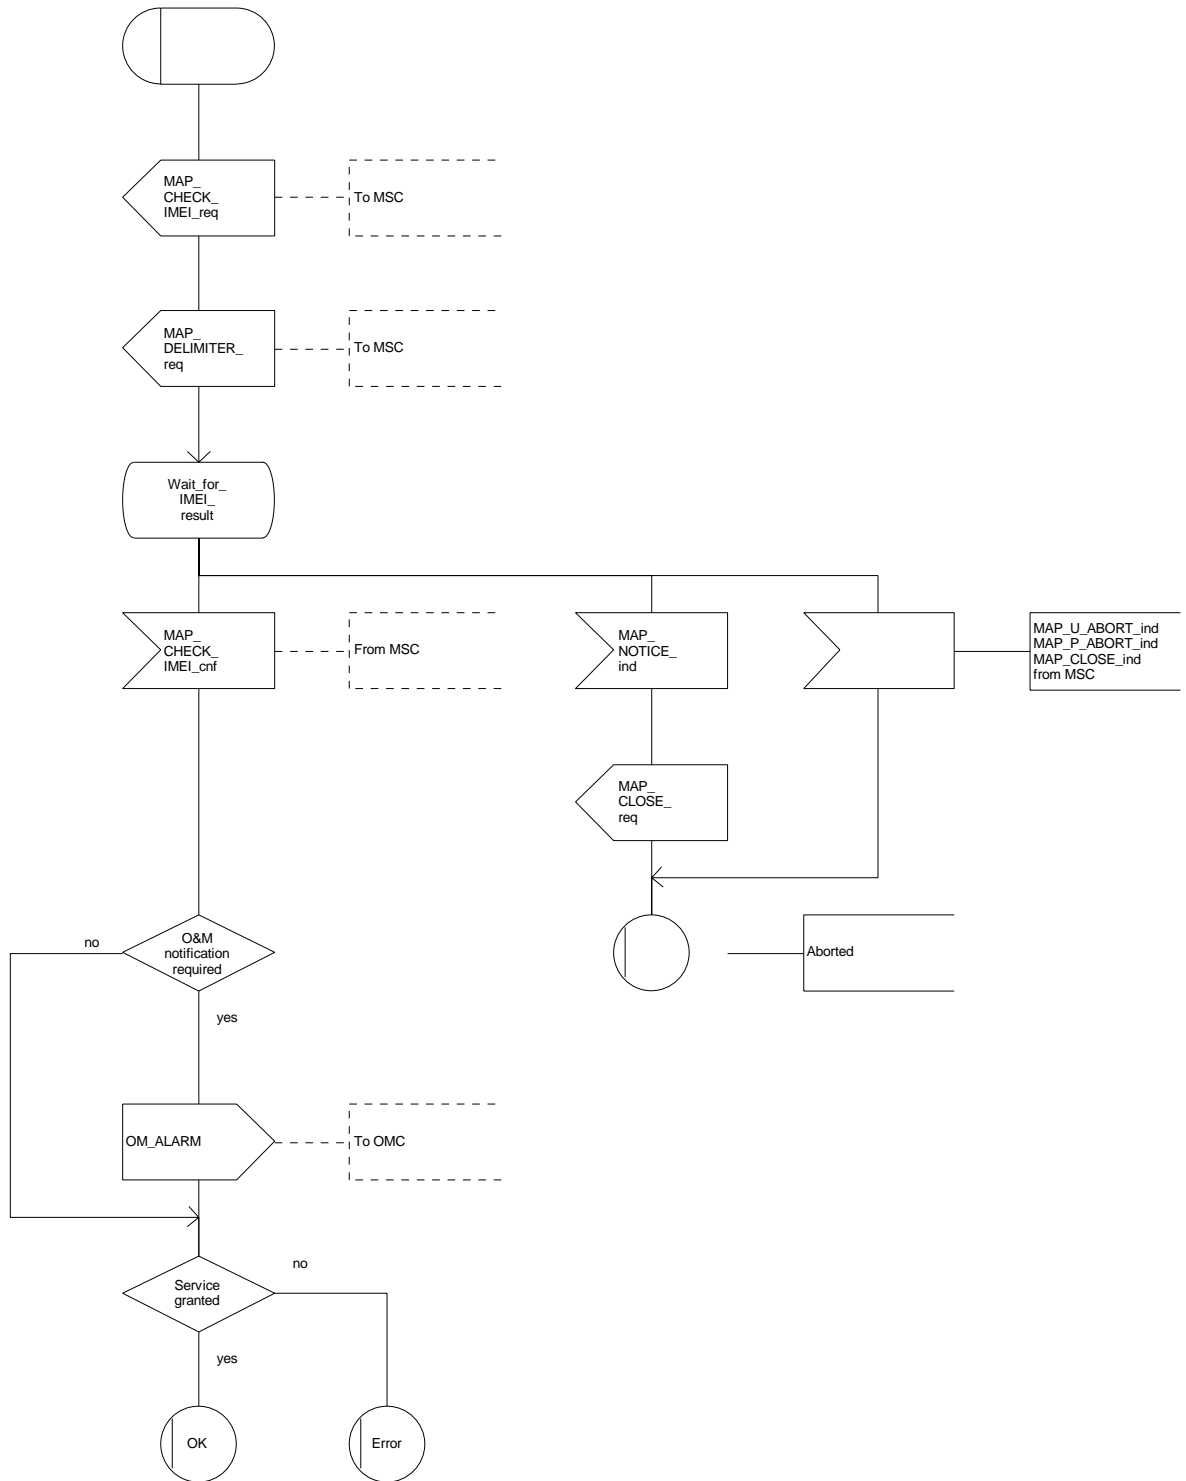 MAP_
CHECK_
IMEI_req
To MSC
MAP_
DELIMITER_
req
To MSC
Wait_for_
IMEI_
result
MAP_
CHECK_
IMEI_cnf
From MSC
MAP_
NOTICE_
ind
MAP_U_ABORT_ind
MAP_P_ABORT_ind
MAP_CLOSE_ind
from MSC
MAP_
CLOSE_
req
no
O&M
notification
required
Aborted
yes
OM_ALARM
To OMC
no
Service
granted
yes
OK
Error